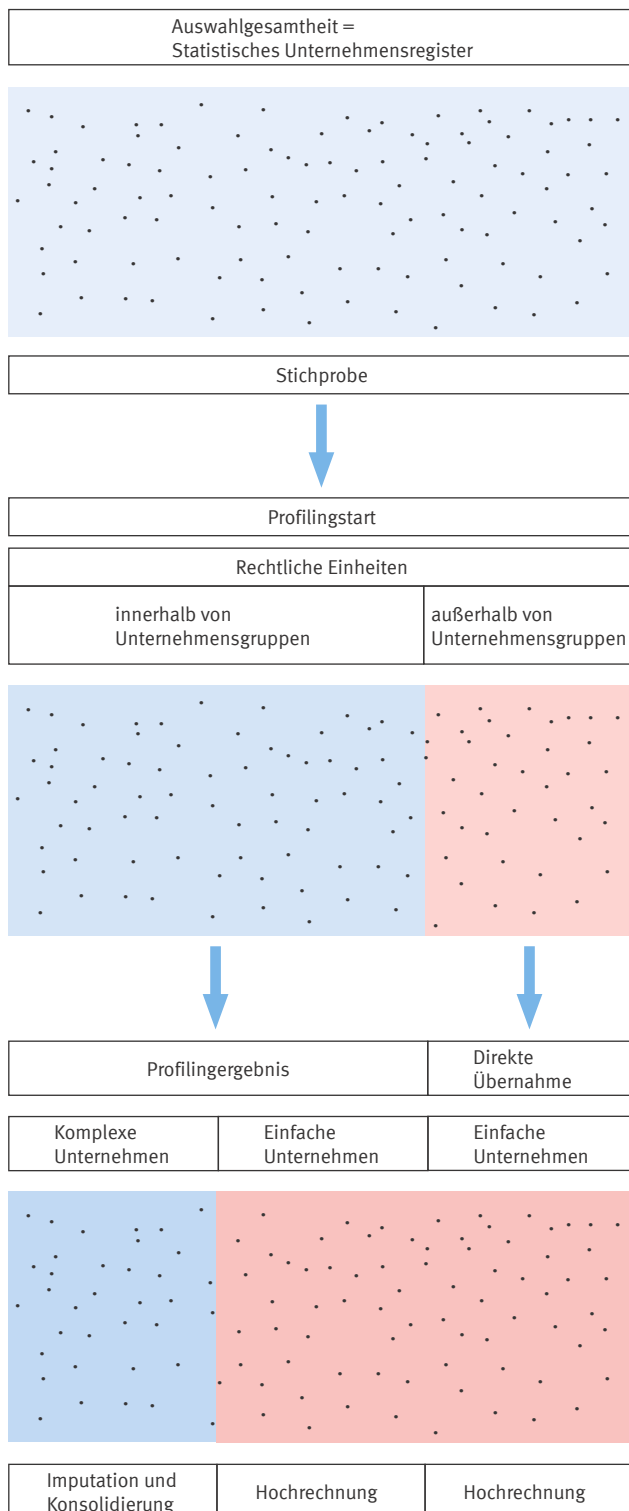 Auswahlgesamtheit =
Statistisches Unternehmensregister
Stichprobe
Profilingstart
Rechtliche Einheiten
innerhalb von
Unternehmensgruppen
außerhalb von
Unternehmensgruppen
Profilingergebnis
Direkte
Übernahme
Komplexe
Unternehmen
Einfache
Unternehmen
Einfache
Unternehmen
Imputation und
Konsolidierung
Hochrechnung
Hochrechnung